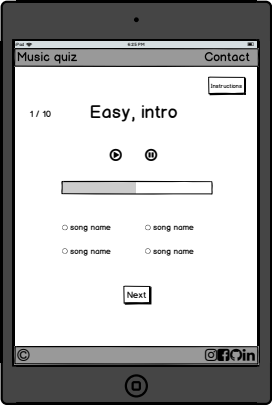 iPad 8:25 PM
Music quiz Contact
Instructions
1 / 10 Easy, intro
song name song name
song name song name
Next
©
in